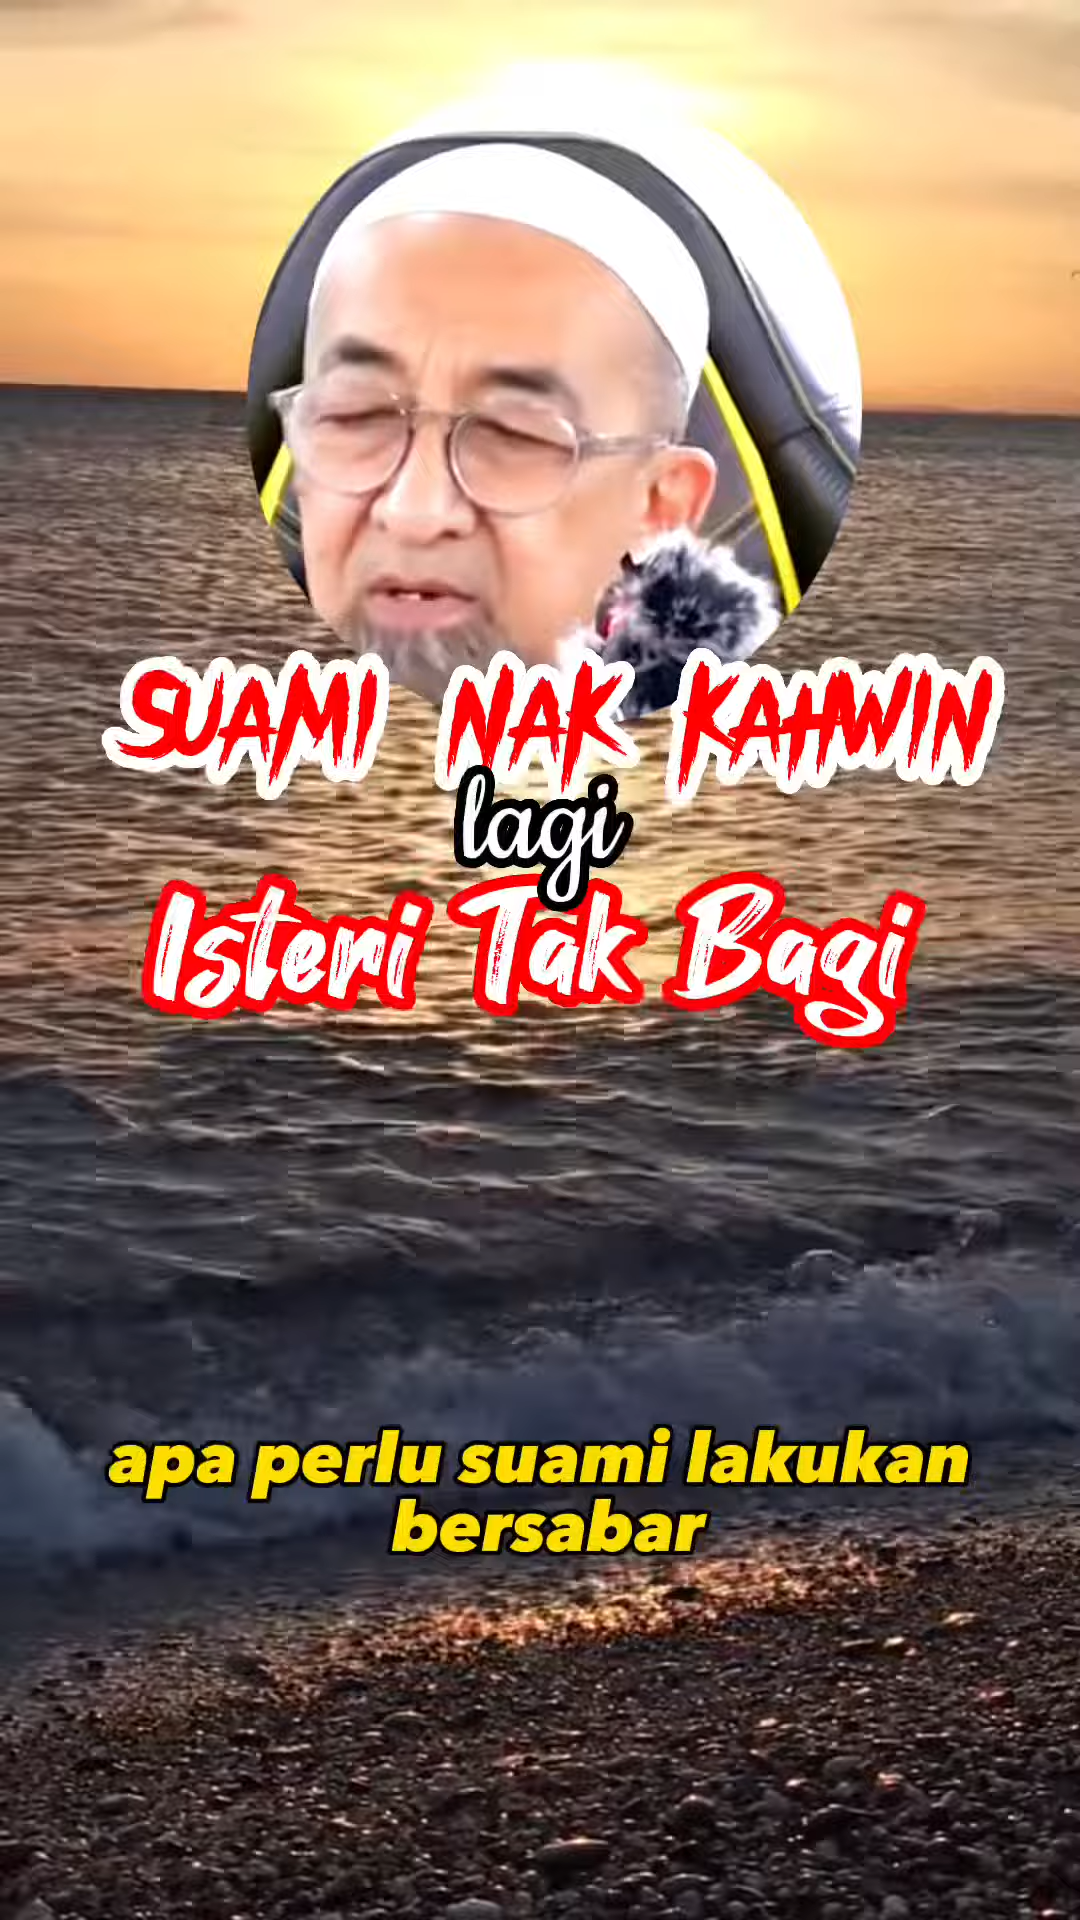 SUAMI NAK KAHWIN
lagi
Isteri Tak Bagi
apa perlu suami lakukan
bersabar